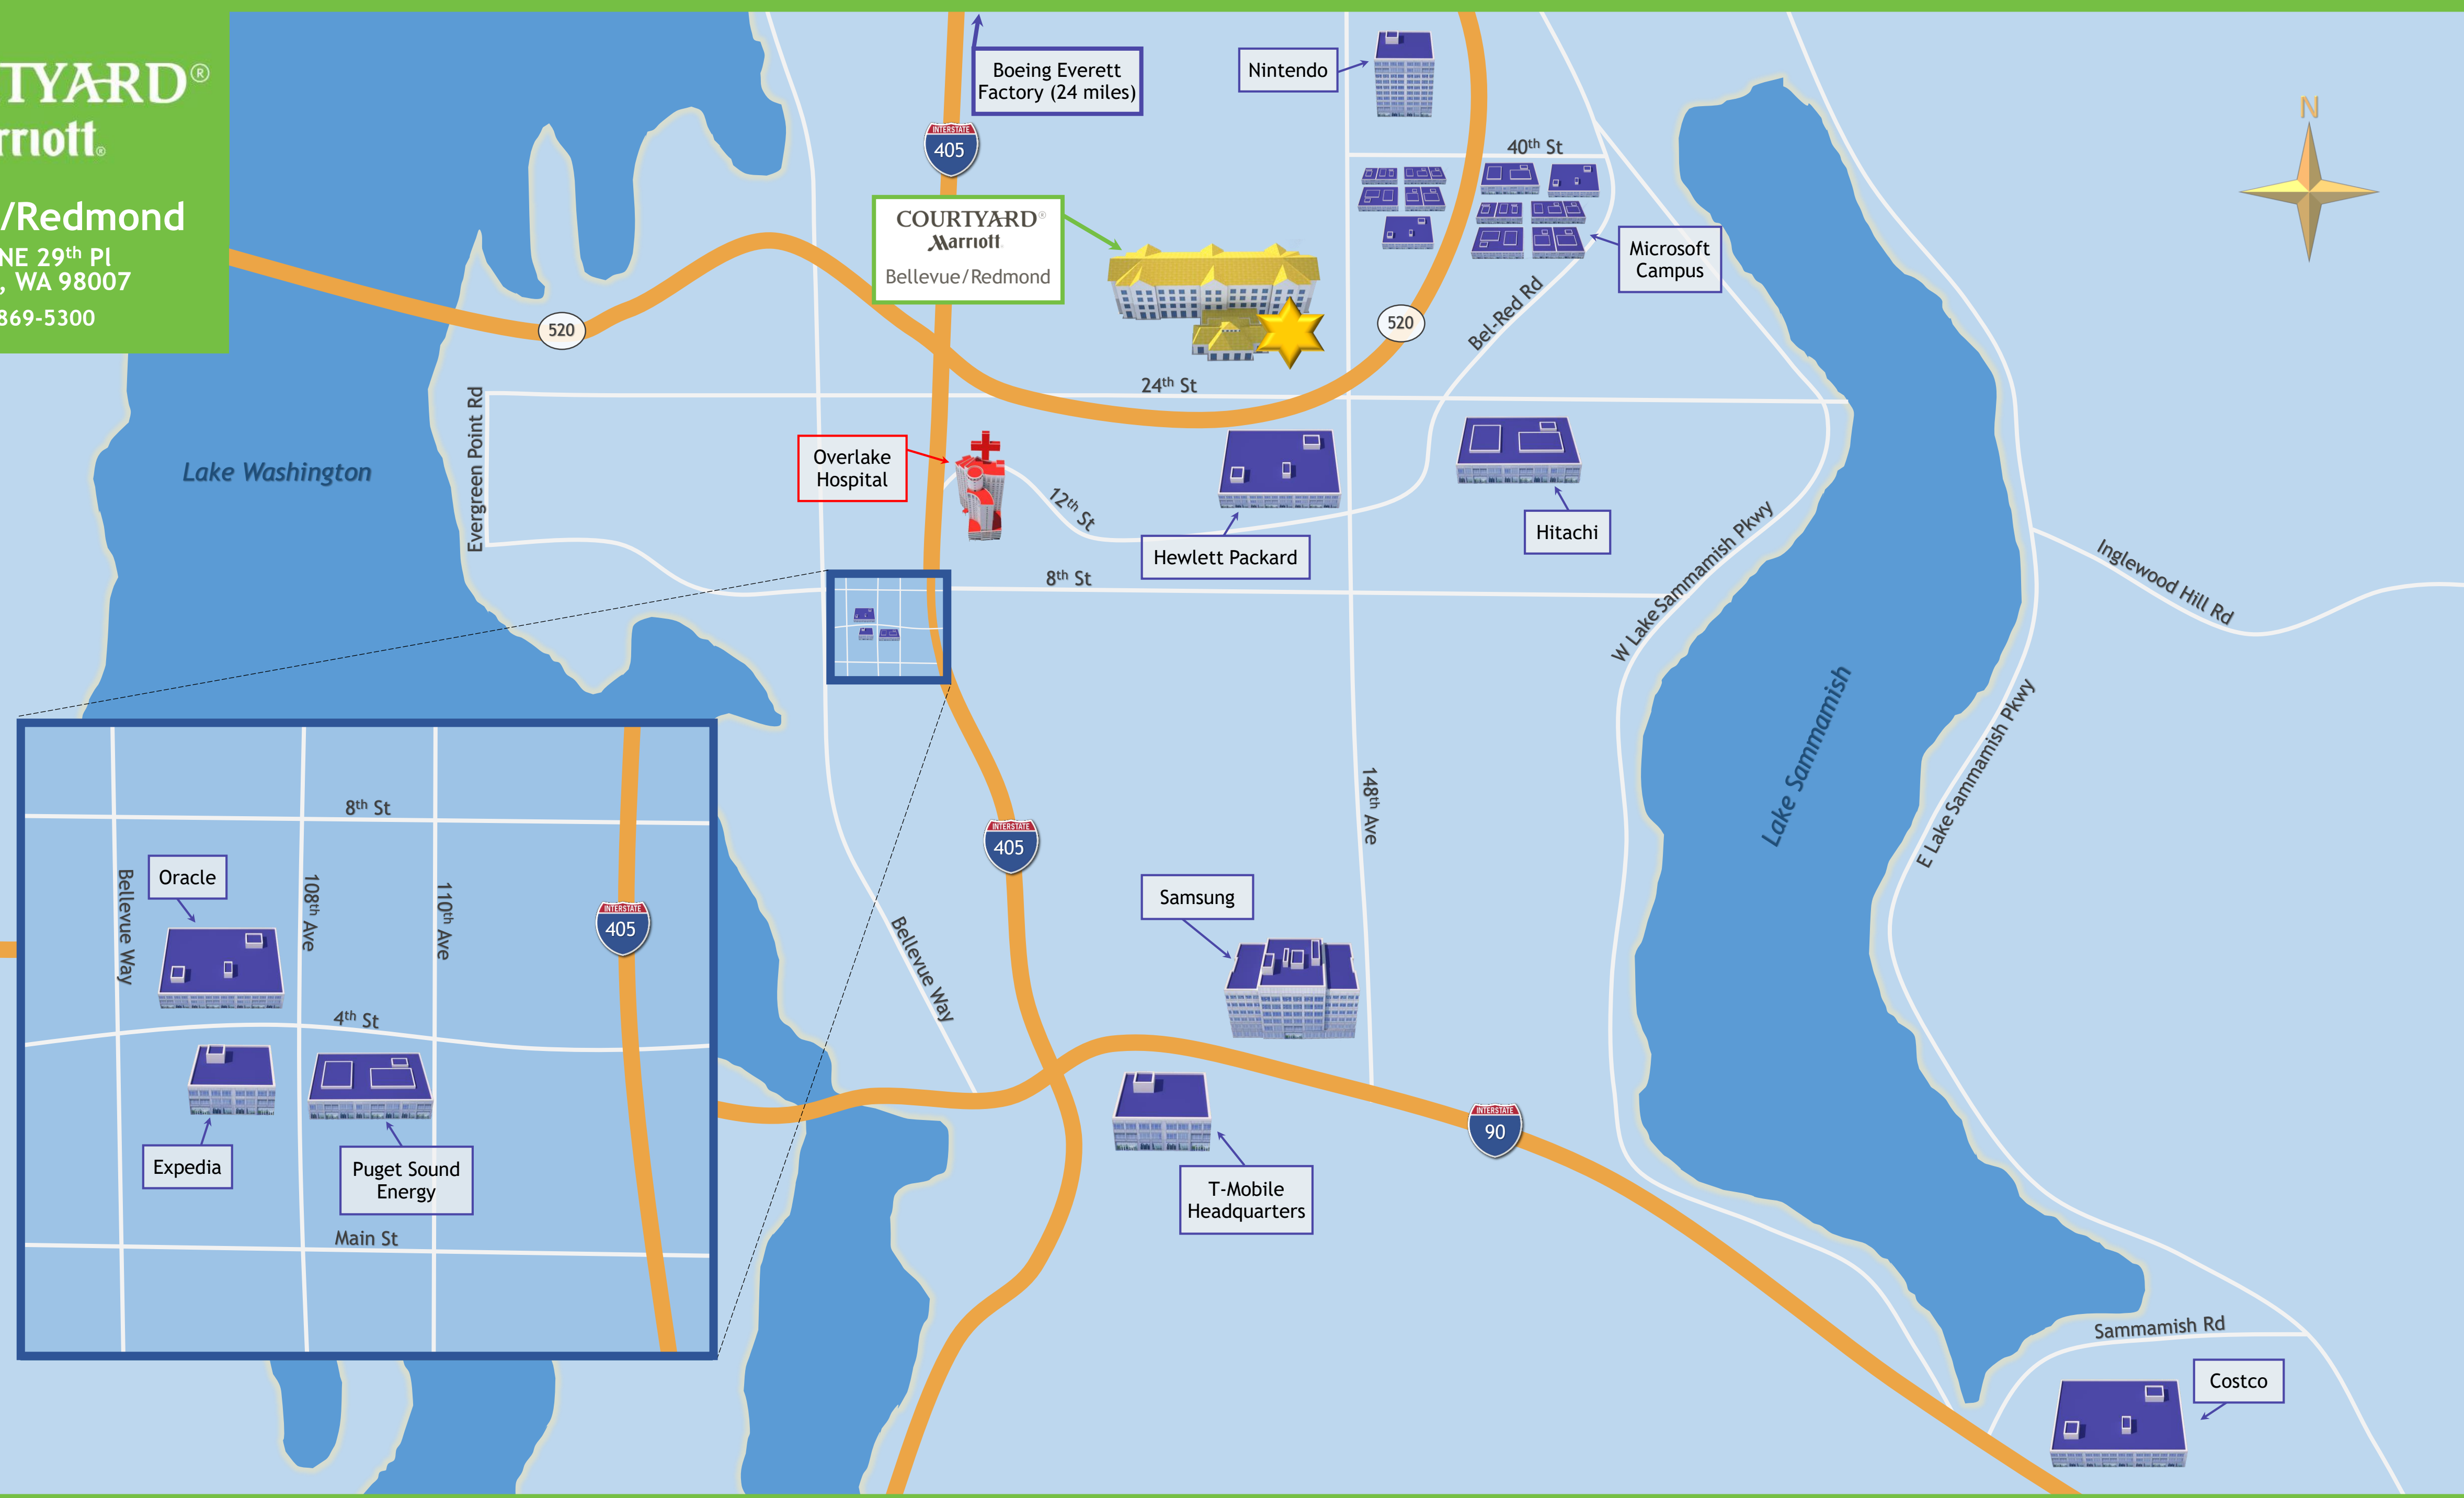 TYARD®
rriott®
/Redmond
NE 29th Pl
, WA 98007
869-5300
Boeing Everett
Factory (24 miles)
Nintendo
N
INTERSTATE
405
40th St
COURTYARD®
Marriott
Bellevue/Redmond
Microsoft
Campus
520
520
Bel-Red Rd
24th St
Evergreen Point Rd
Lake Washington
Overlake
Hospital
12th St
Hewlett Packard
Hitachi
8th St
W Lake Sammamish Pkwy
Inglewood Hill Rd
Lake Sammamish
E Lake Sammamish Pkwy
148th Ave
INTERSTATE
405
Bellevue Way
Samsung
T-Mobile
Headquarters
INTERSTATE
90
Sammamish Rd
Costco
8th St
Oracle
Bellevue Way
108th Ave
110th Ave
INTERSTATE
405
4th St
Expedia
Puget Sound
Energy
Main St